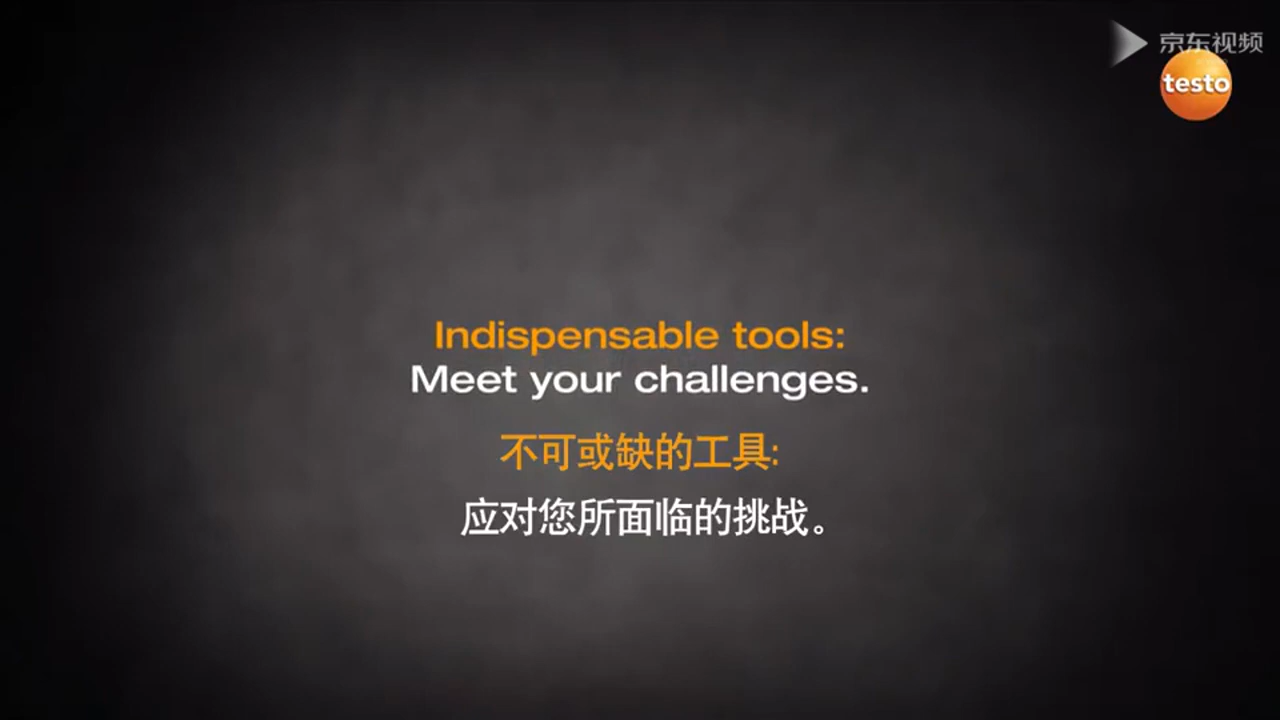 京东视频
testo
Indispensable tools:
Meet your challenges.
不可或缺的工具:
应对您所面临的挑战。